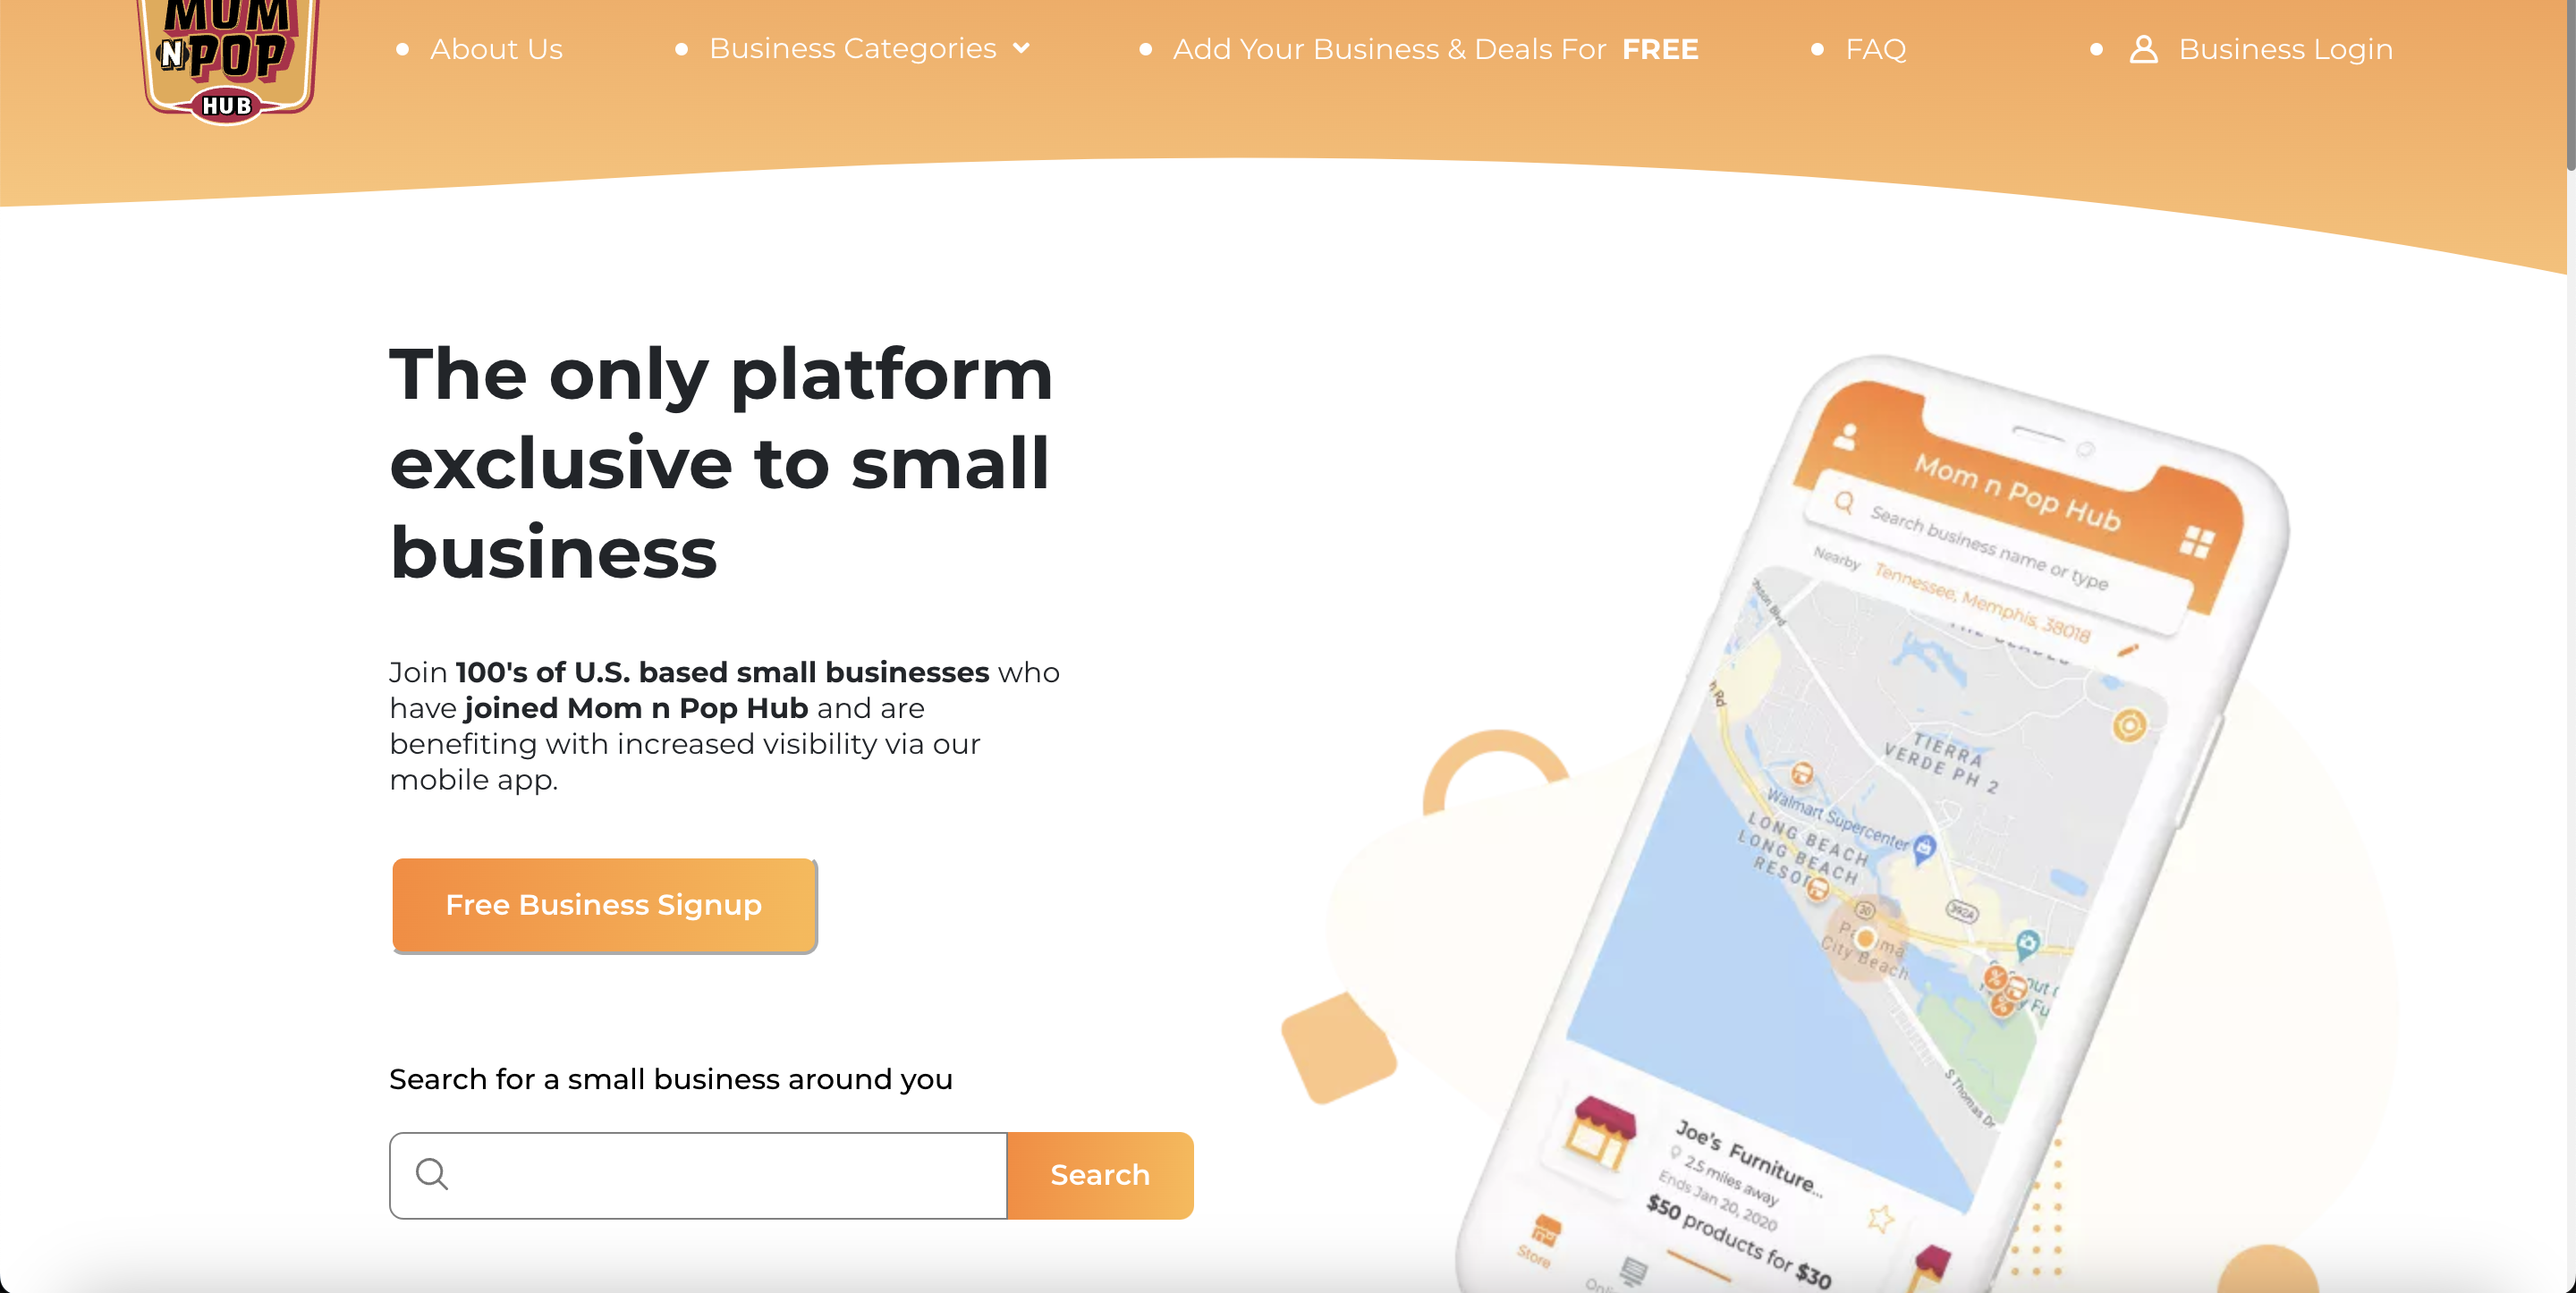 MOM
N POP
HUB
About Us
Business Categories
Add Your Business & Deals For FREE
FAQ
Business Login
The only platform
exclusive to small
business
Join 100's of U.S. based small businesses who
have joined Mom n Pop Hub and are
benefiting with increased visibility via our
mobile app.
Free Business Signup
Search for a small business around you
Search
Mom n Pop Hub
Search business name or type
Nearby Tennessee, Memphis, 38018
TIERRA
VERDE PH 2
Walmart Supercenter
LONG BEACH
LONG BEACH
30
392A
City Beach
S Thomas Dr
Joe's Furniture...
2.5 miles away
Ends Jan 20, 2020
$50 products for $30
Store